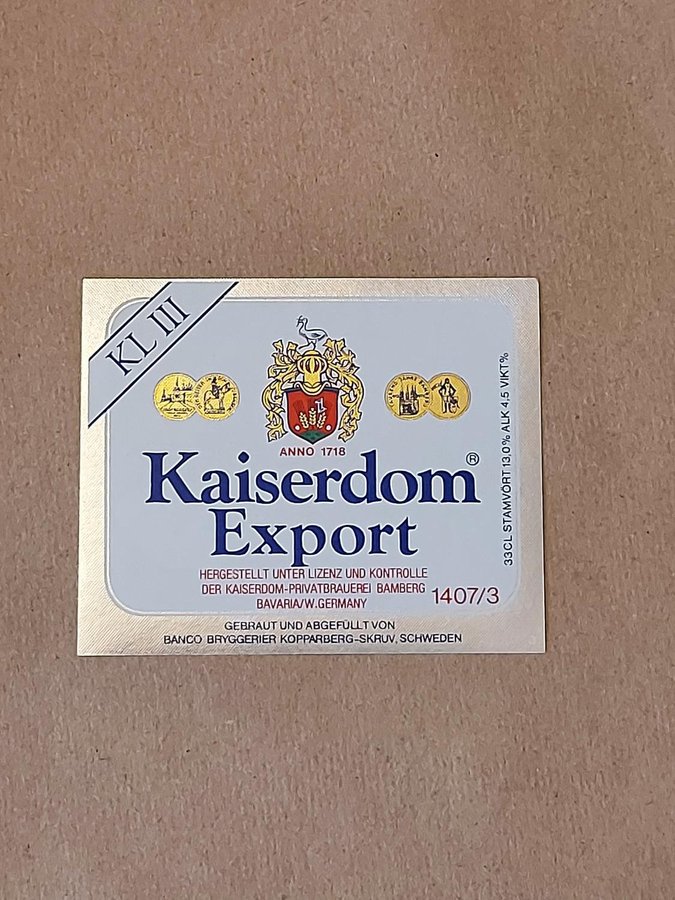 KL III
ANNO 1718
Kaiserdom®
Export
HERGESTELLT UNTER LIZENZ UND KONTROLLE
DER KAISERDOM-PRIVATBRAUEREI BAMBERG
BAVARIA/W.GERMANY
1407/3
GEBRAUT UND ABGEFÜLLT VON
BANCO BRYGGERIER KOPPARBERG-SKRUV, SCHWEDEN
33CL STAMVÖRT 13,0% ALK 4,5 VIKT%